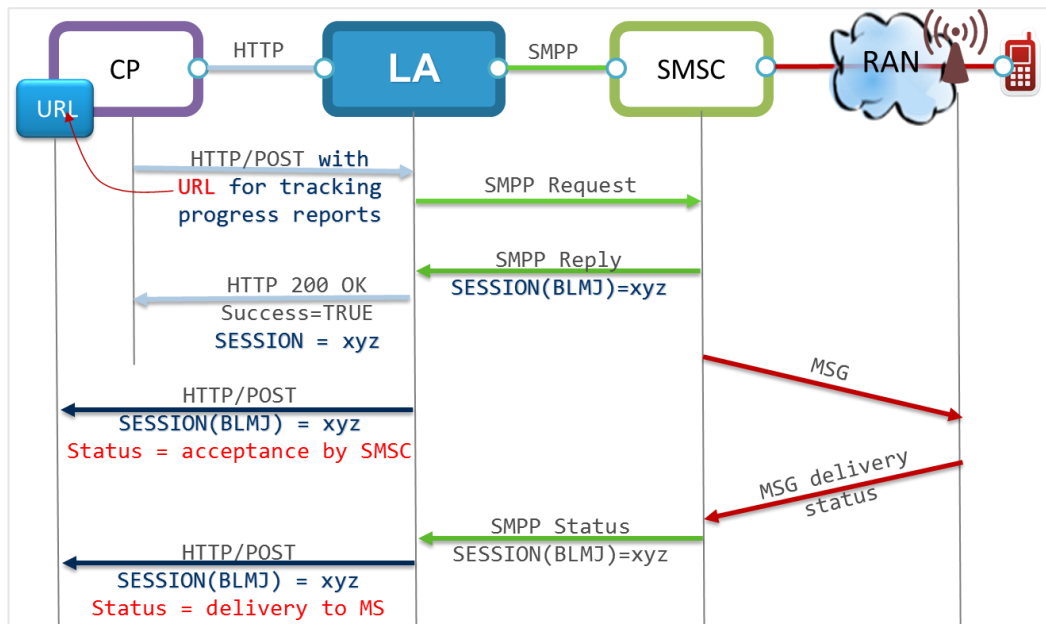 CP
HTTP
LA
SMPP
SMSC
RAN
URL
HTTP/POST with
URL for tracking
progress reports
SMPP Request
SMPP Reply
SESSION(BLMJ)=xyz
HTTP 200 OK
Success=TRUE
SESSION = xyz
MSG
HTTP/POST
SESSION(BLMJ) = xyz
Status = acceptance by SMSC
MSG delivery
status
SMPP Status
SESSION(BLMJ)=xyz
HTTP/POST
SESSION(BLMJ) = xyz
Status = delivery to MS